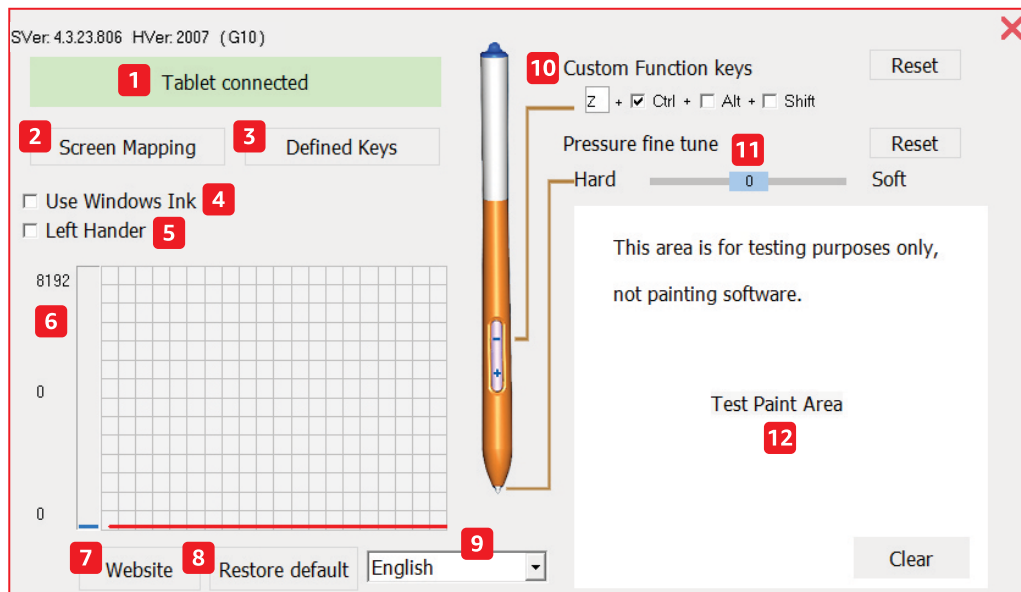 SVer: 4.3.23.806 HVer: 2007 (G10)
1 Tablet connected
2 Screen Mapping
3 Defined Keys
Use Windows Ink 4
Left Hander 5
8192
6
0
0
7 Website
8 Restore default
English 9
10 Custom Function keys
Reset
Z + Ctrl + Alt + Shift
Pressure fine tune 11
Reset
Hard 0 Soft
This area is for testing purposes only,
not painting software.
Test Paint Area
12
Clear
- 
+